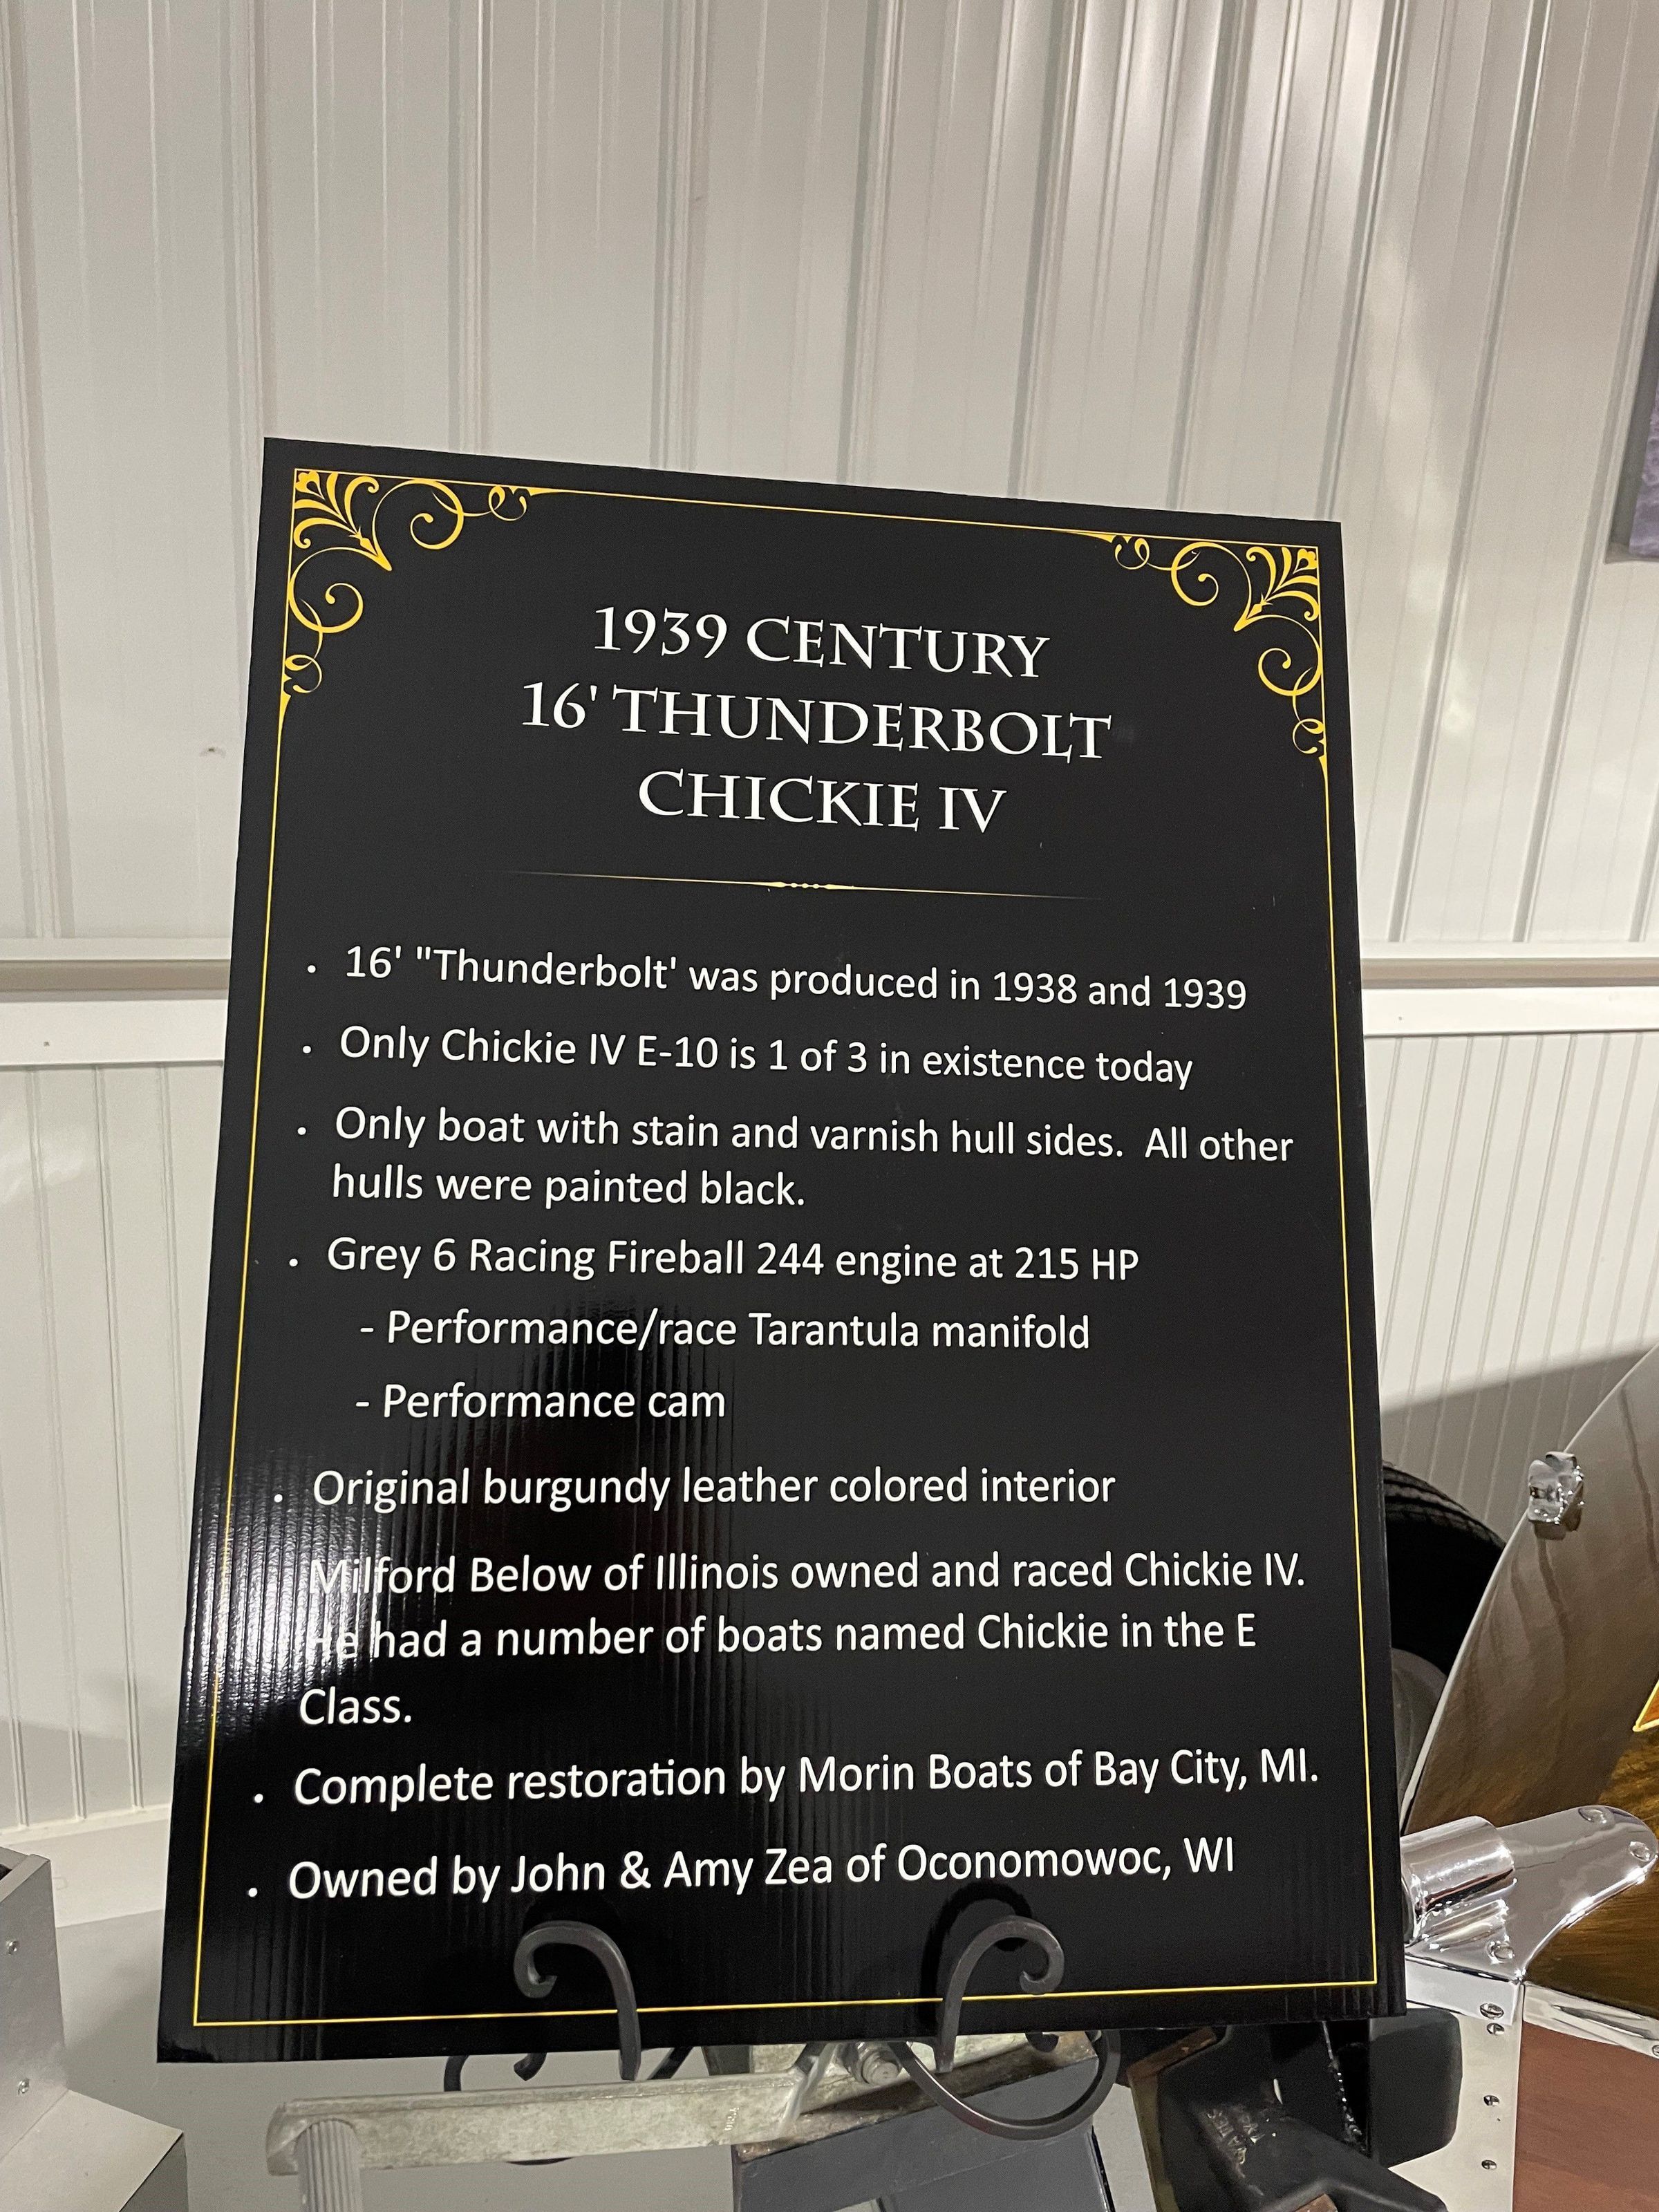 1939 CENTURY
16' THUNDERBOLT
CHICKIE IV
• 16' "Thunderbolt' was produced in 1938 and 1939
• Only Chickie IV E-10 is 1 of 3 in existence today
• Only boat with stain and varnish hull sides. All other
hulls were painted black.
• Grey 6 Racing Fireball 244 engine at 215 HP
- Performance/race Tarantula manifold
- Performance cam
• Original burgundy leather colored interior
Milford Below of Illinois owned and raced Chickie IV.
He had a number of boats named Chickie in the E
Class.
• Complete restoration by Morin Boats of Bay City, MI.
• Owned by John & Amy Zea of Oconomowoc, WI